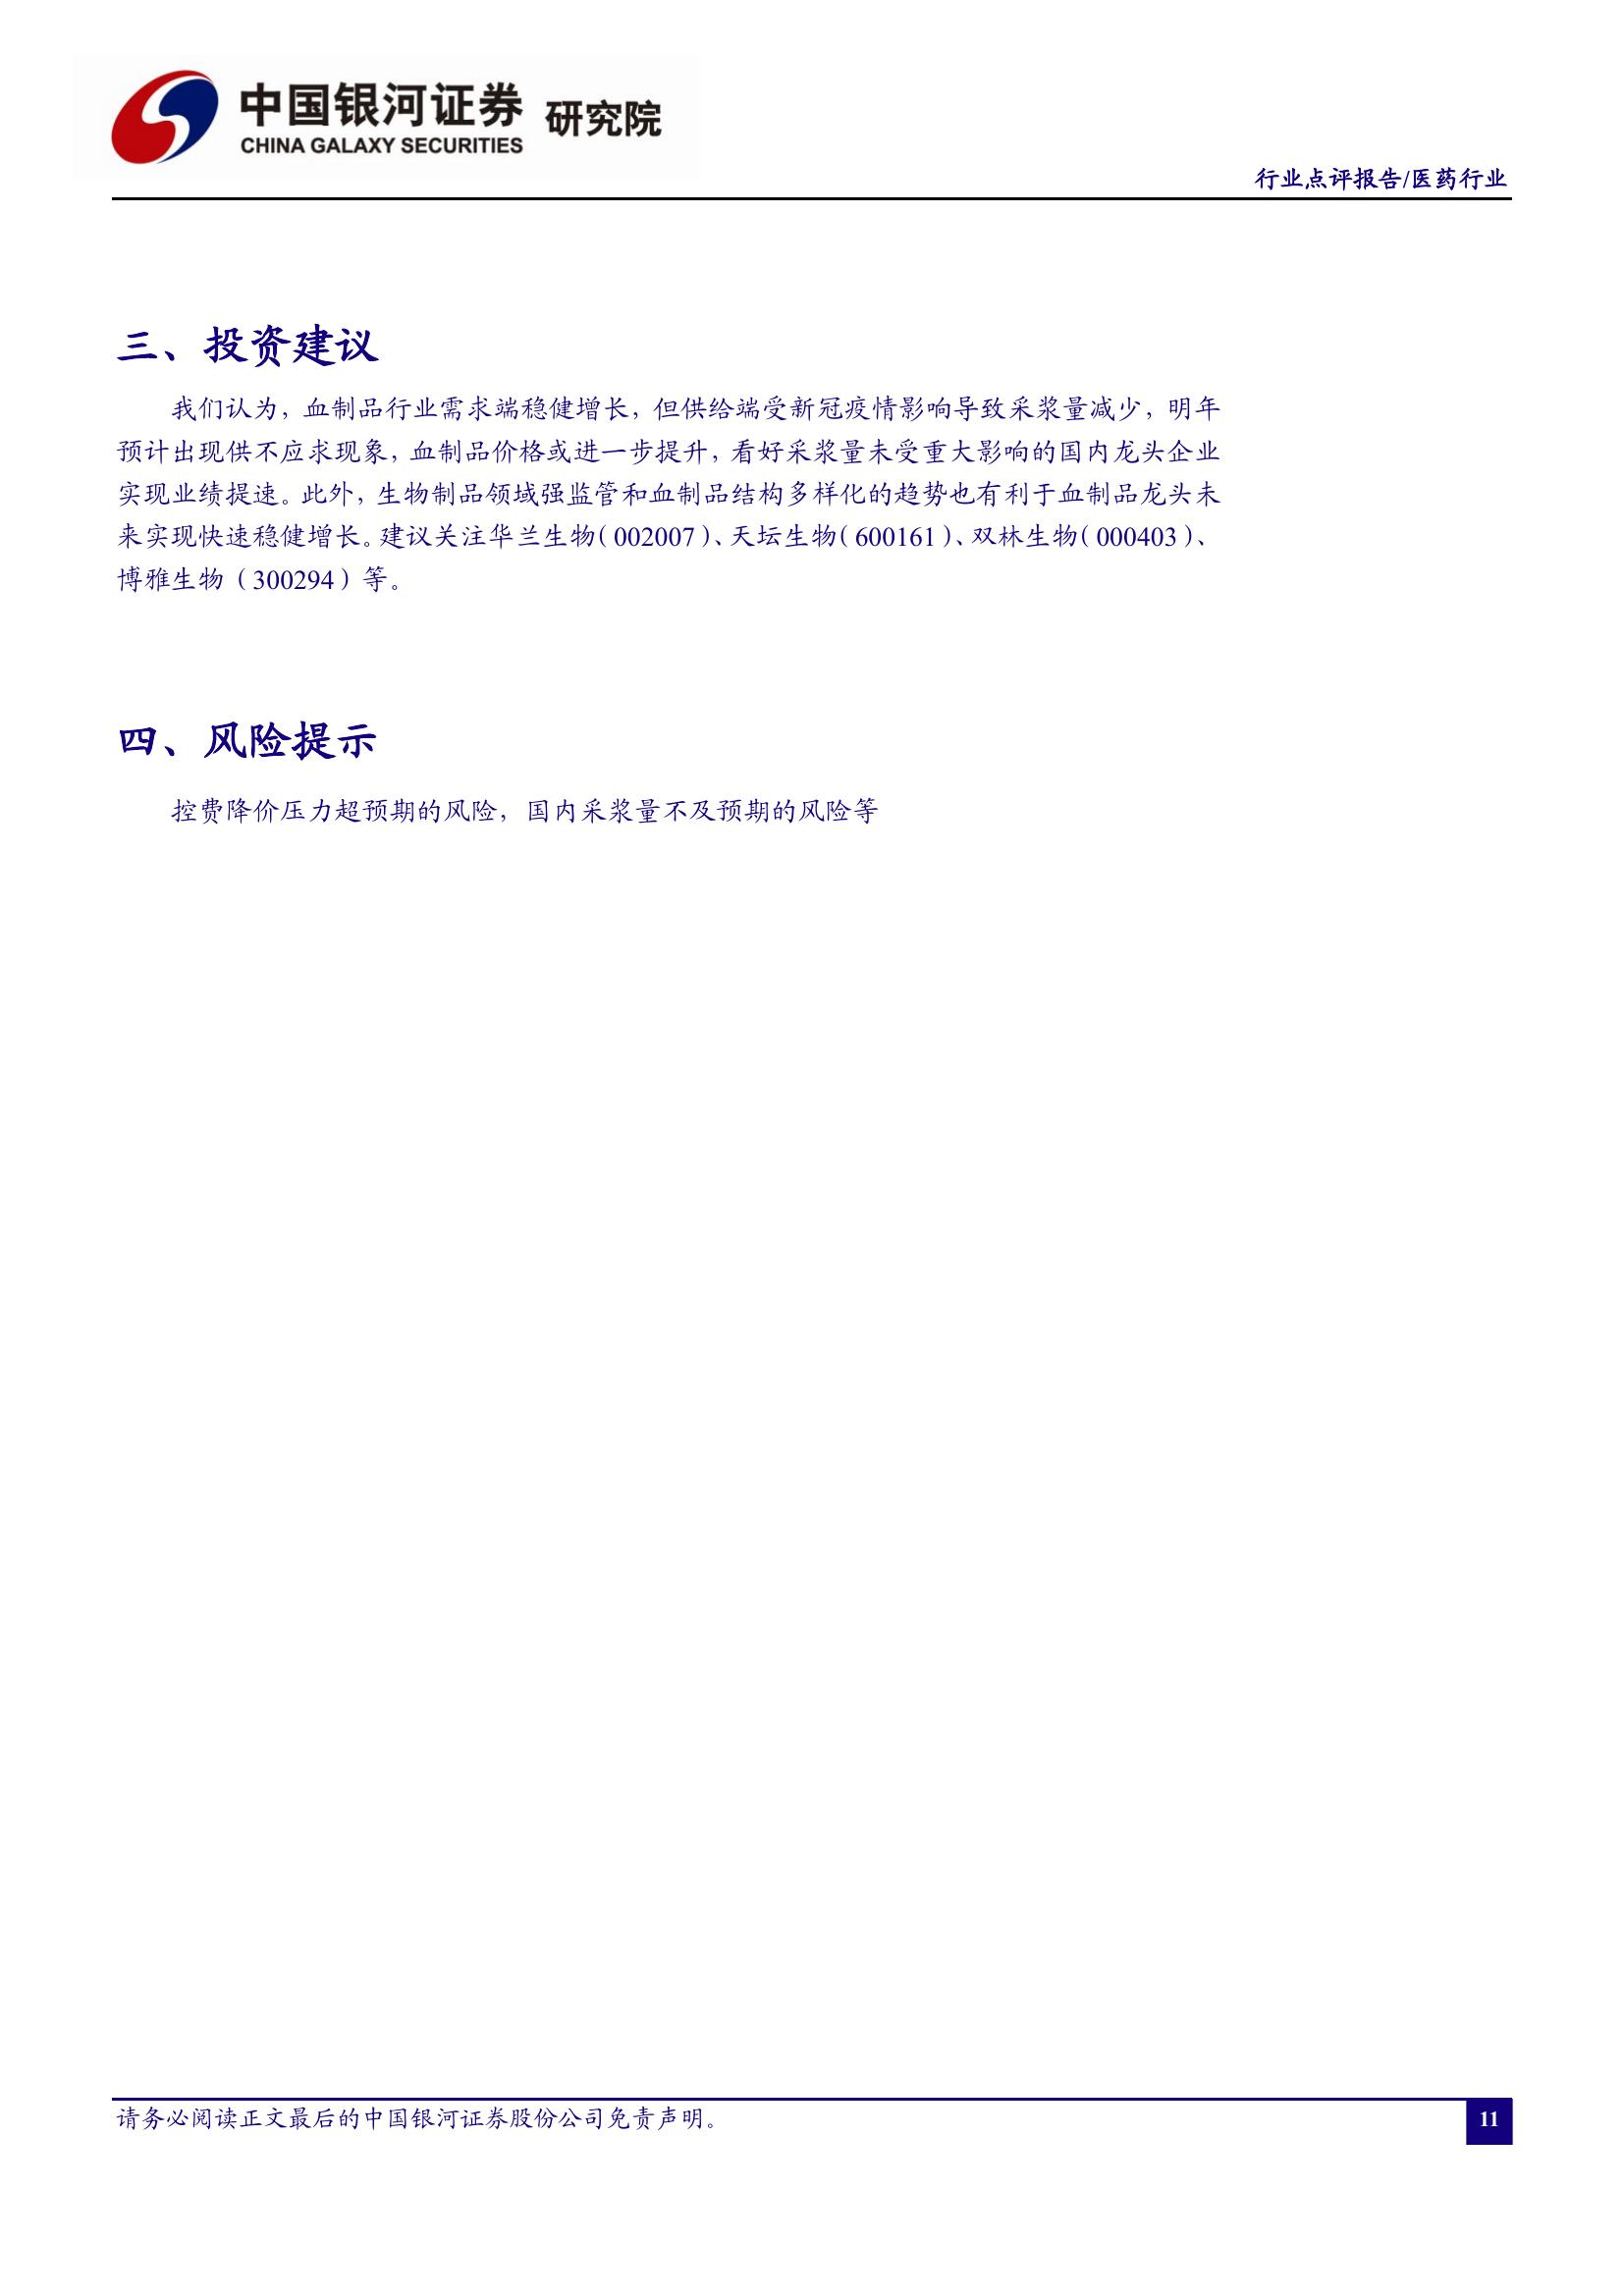 中国银河证券 研究院
CHINA GALAXY SECURITIES
行业点评报告/医药行业
三、投资建议
我们认为，血制品行业需求端稳健增长，但供给端受新冠疫情影响导致采浆量减少，明年
预计出现供不应求现象，血制品价格或进一步提升，看好采浆量未受重大影响的国内龙头企业
实现业绩提速。此外，生物制品领域强监管和血制品结构多样化的趋势也有利于血制品龙头未
来实现快速稳健增长。建议关注华兰生物（002007）、天坛生物（600161）、双林生物（000403）、
博雅生物（300294）等。
四、风险提示
控费降价压力超预期的风险，国内采浆量不及预期的风险等
请务必阅读正文最后的中国银河证券股份公司免责声明。
11